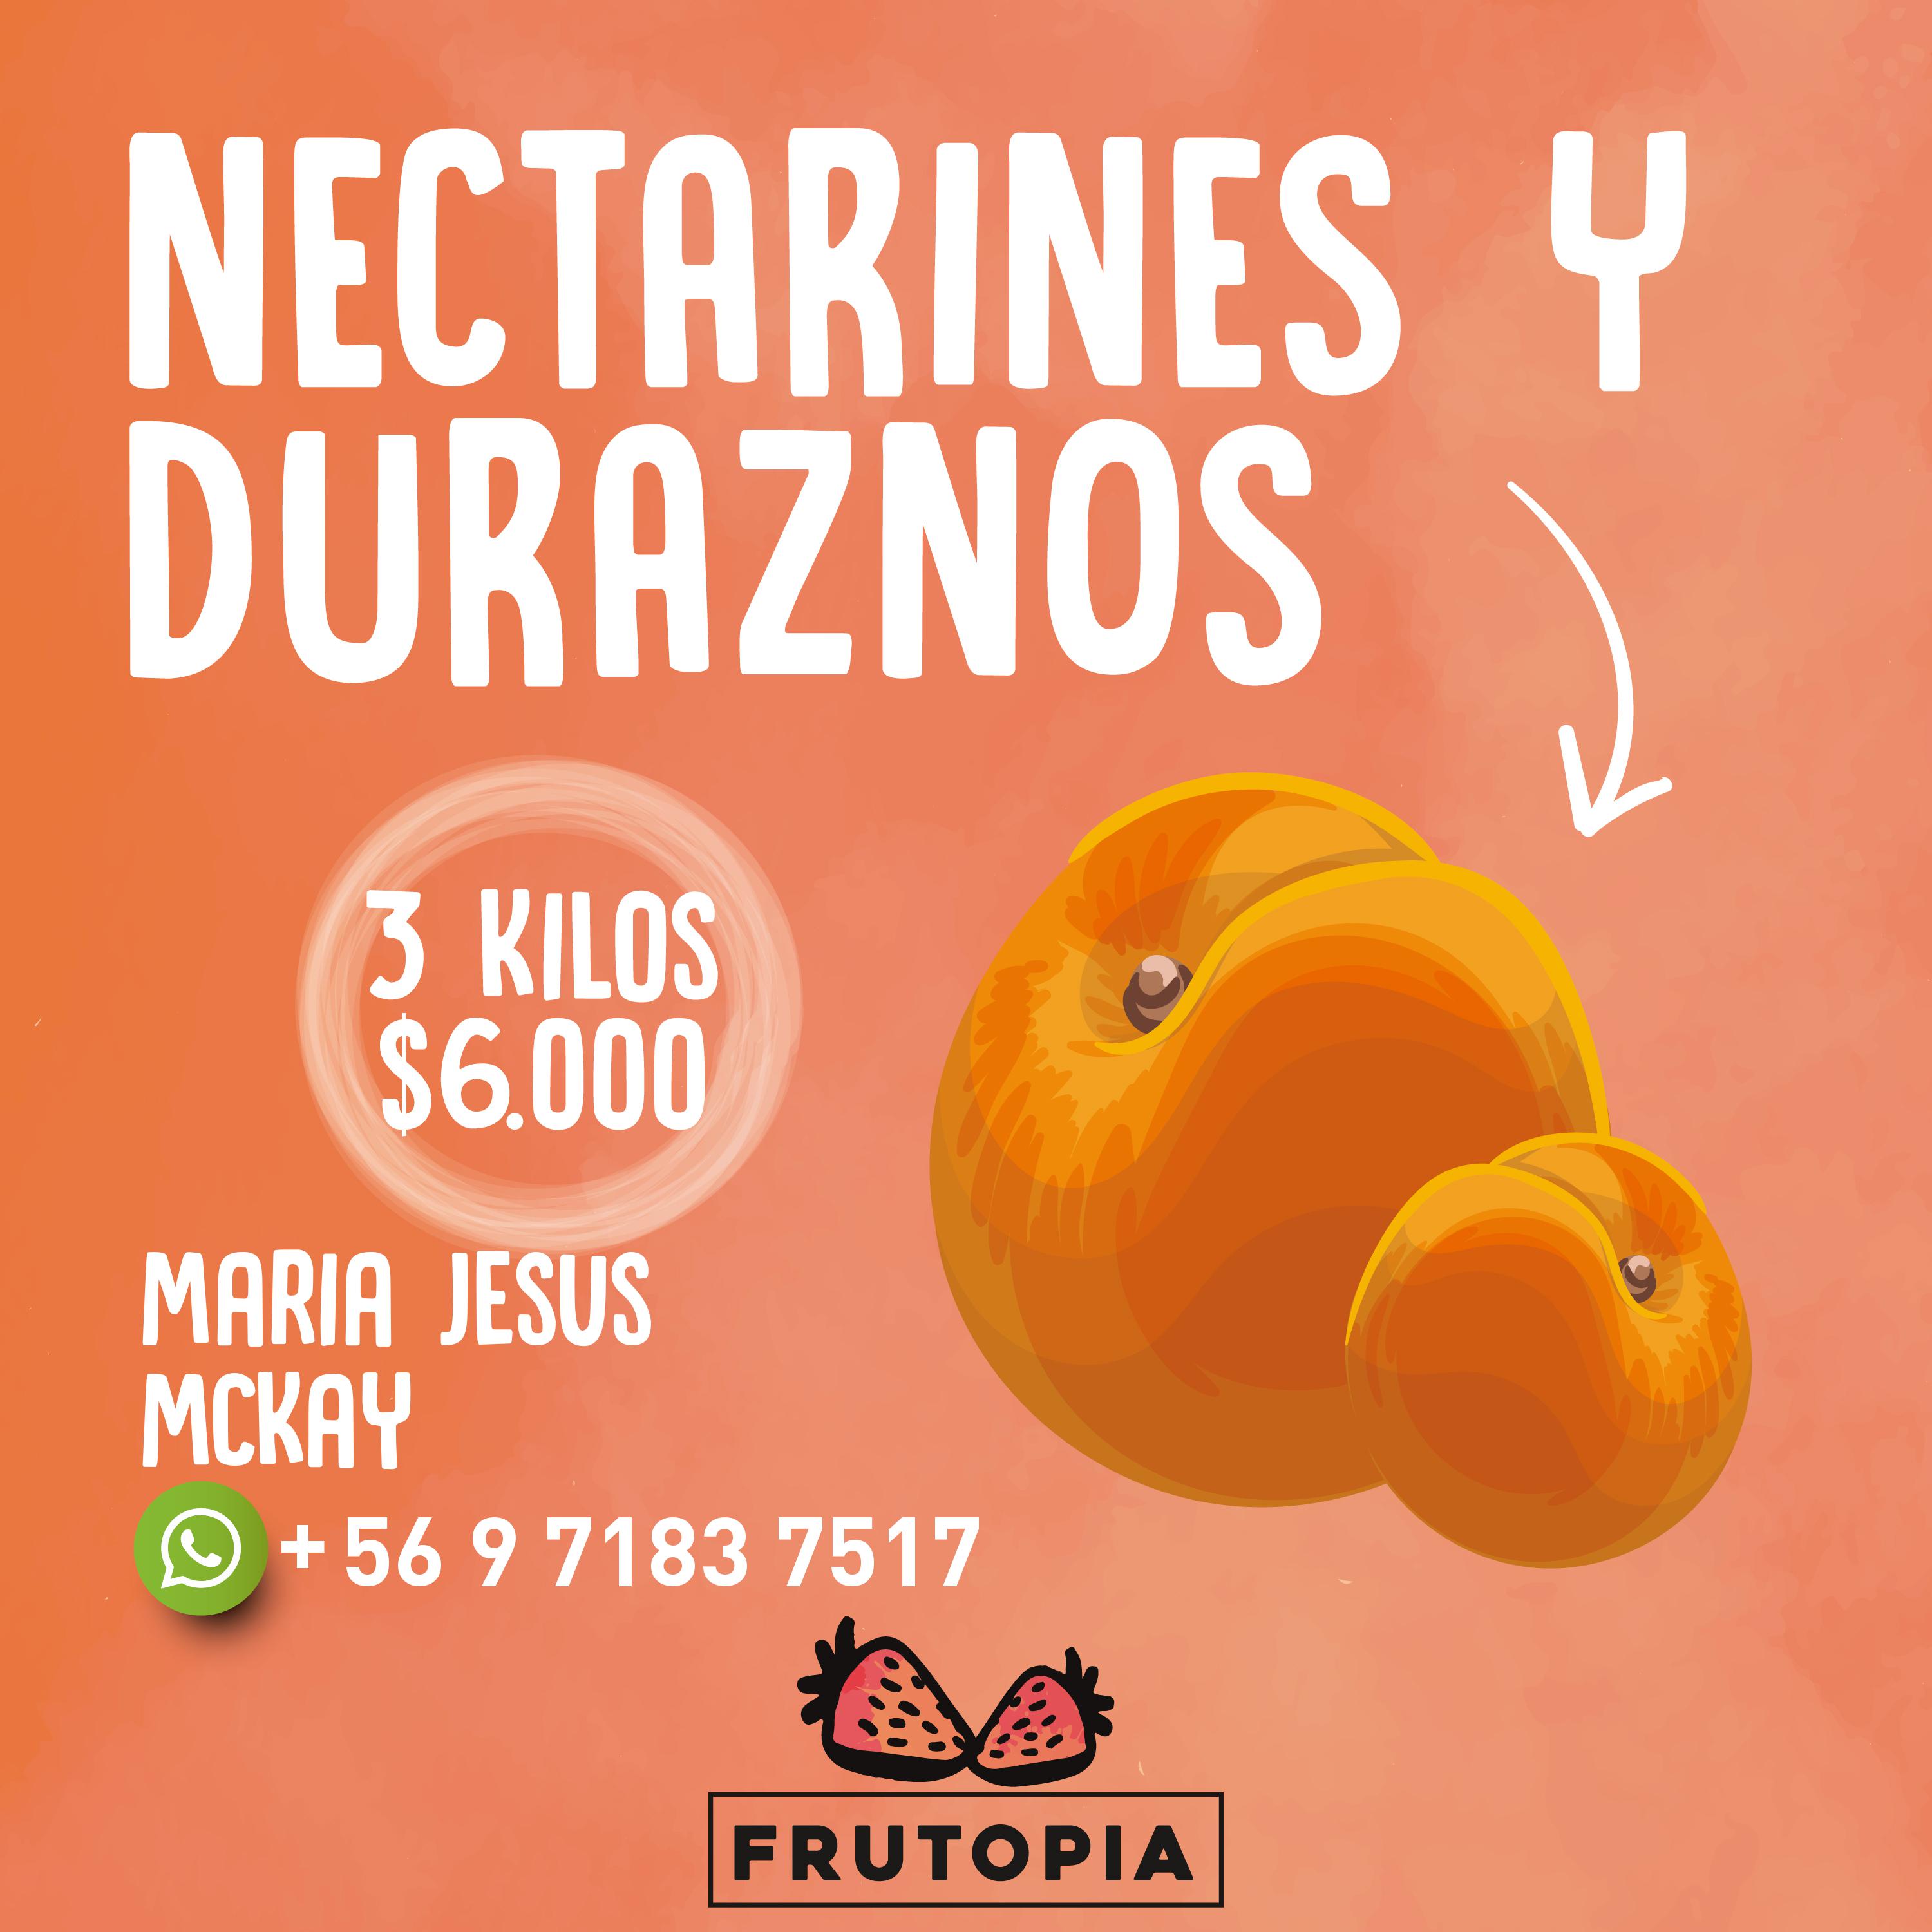 NECTARINES Y
DURAZNOS
3 KILOS
$6.000
MARIA JESUS
MCKAY
+56 9 7183 7517
FRUTOPIA